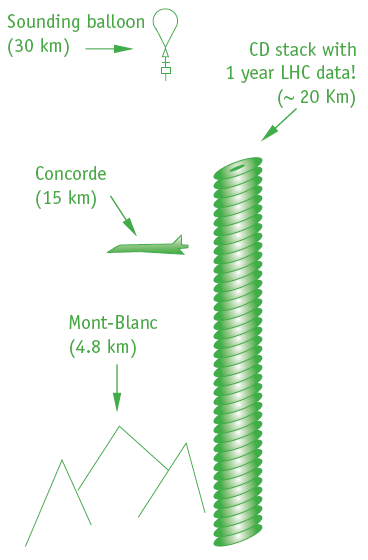 Sounding balloon
(30 km)
CD stack with
1 year LHC data!
(~ 20 Km)
Concorde
(15 km)
Mont-Blanc
(4.8 km)